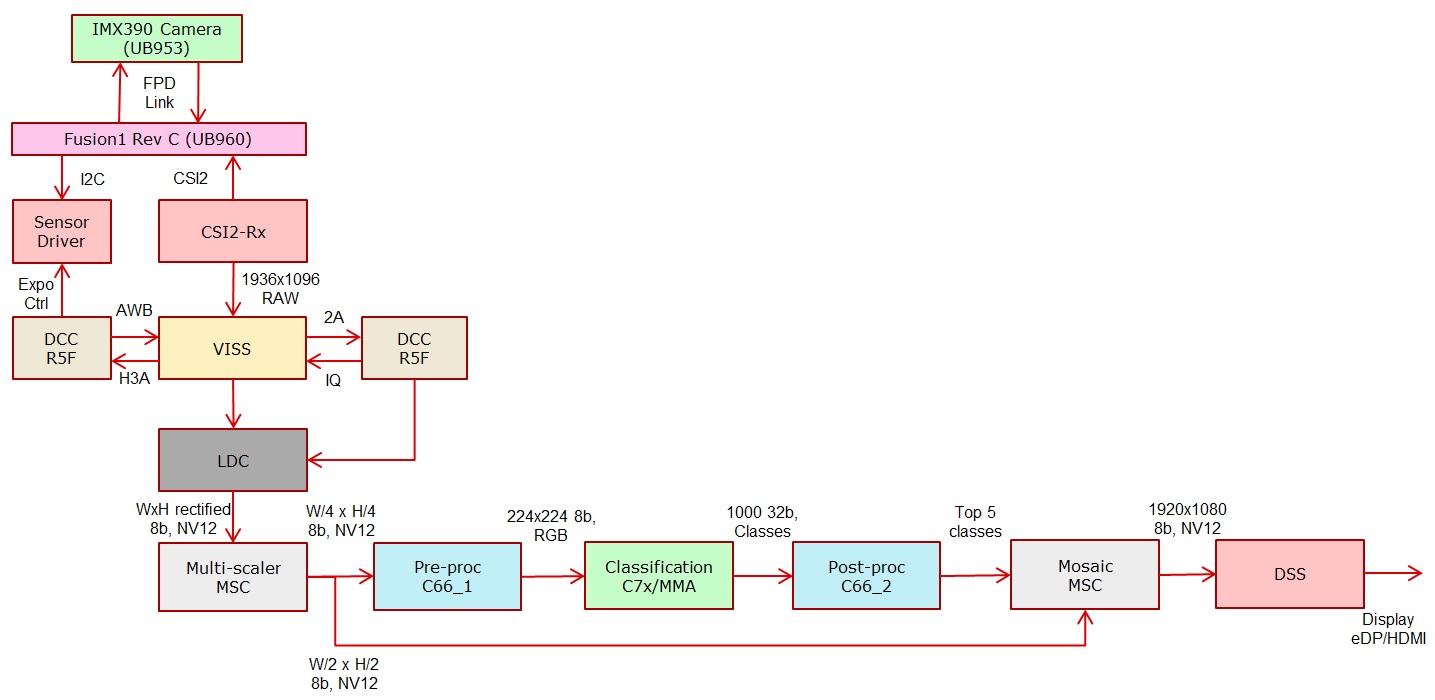 IMX390 Camera
(UB953)
FPD
Link
Fusion1 Rev C (UB960)
I2C
CSI2
Sensor
Driver
CSI2-Rx
Expo
Ctrl
1936x1096
RAW
AWB
2A
DCC
R5F
VISS
DCC
R5F
H3A
IQ
LDC
WxH rectified
8b, NV12
W/4 x H/4
8b, NV12
224x224 8b,
RGB
1000 32b,
Classes
Top 5
classes
1920x1080
8b, NV12
Multi-scaler
MSC
Pre-proc
C66_1
Classification
C7x/MMA
Post-proc
C66_2
Mosaic
MSC
DSS
Display
eDP/HDMI
W/2 x H/2
8b, NV12